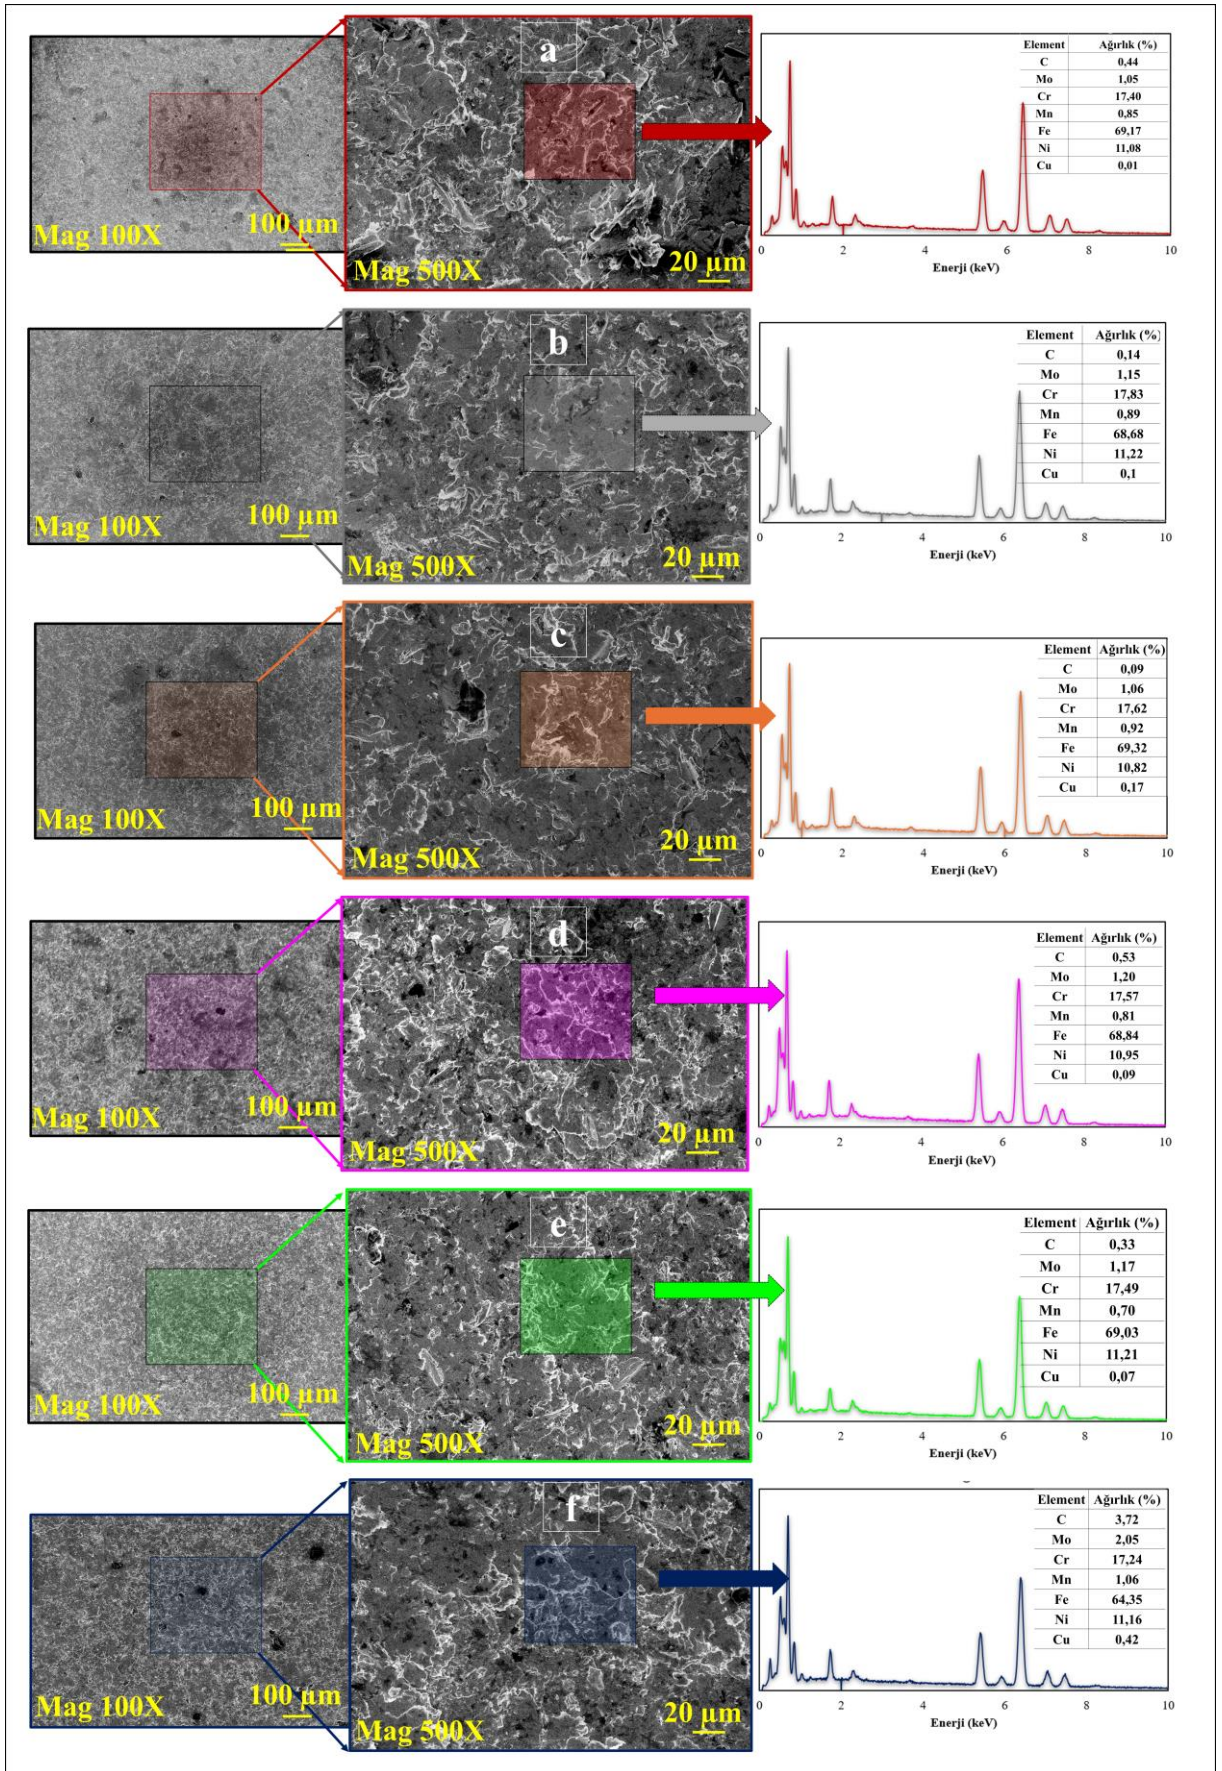 Mag 100X
100 µm
a
Mag 500X
20 µm
Element Ağırlık (%)
C 0,44
Mo 1,05
Cr 17,40
Mn 0,85
Fe 69,17
Ni 11,08
Cu 0,01
0 2 4 6 8 10
Enerji (keV)
Mag 100X
100 µm
b
Mag 500X
20 µm
Element Ağırlık (%)
C 0,14
Mo 1,15
Cr 17,83
Mn 0,89
Fe 68,68
Ni 11,22
Cu 0,1
0 2 4 6 8 10
Enerji (keV)
Mag 100X
100 µm
c
Mag 500X
20 µm
Element Ağırlık (%)
C 0,09
Mo 1,06
Cr 17,62
Mn 0,92
Fe 69,32
Ni 10,82
Cu 0,17
0 2 4 6 8 10
Enerji (keV)
Mag 100X
100 µm
d
Mag 500X
20 µm
Element Ağırlık (%)
C 0,53
Mo 1,20
Cr 17,57
Mn 0,81
Fe 68,84
Ni 10,95
Cu 0,09
0 2 4 6 8 10
Enerji (keV)
Mag 100X
100 µm
e
Mag 500X
20 µm
Element Ağırlık (%)
C 0,33
Mo 1,17
Cr 17,49
Mn 0,70
Fe 69,03
Ni 11,21
Cu 0,07
0 2 4 6 8 10
Enerji (keV)
Mag 100X
100 µm
f
Mag 500X
20 µm
Element Ağırlık (%)
C 3,72
Mo 2,05
Cr 17,24
Mn 1,06
Fe 64,35
Ni 11,16
Cu 0,42
0 2 4 6 8 10
Enerji (keV)